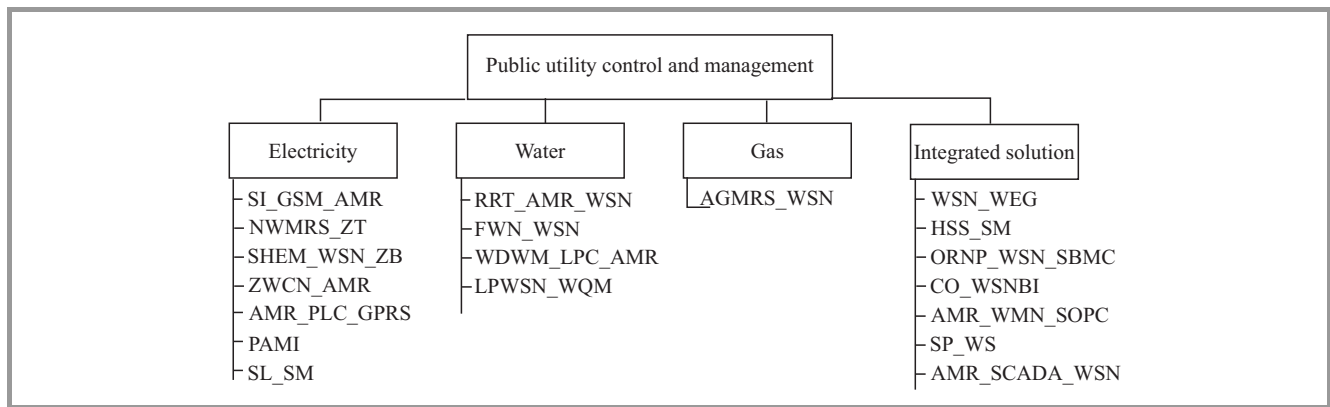 Public utility control and management
Electricity
SI_GSM_AMR
NWMRS_ZT
SHEM_WSN_ZB
ZWCN_AMR
AMR_PLC_GPRS
PAMI
SL_SM
Water
RRT_AMR_WSN
FWN_WSN
WDWM_LPC_AMR
LPWSN_WQM
Gas
AGMRS_WSN
Integrated solution
WSN_WEG
HSS_SM
ORNP_WSN_SBMC
CO_WSNBI
AMR_WMN_SOPC
SP_WS
AMR_SCADA_WSN